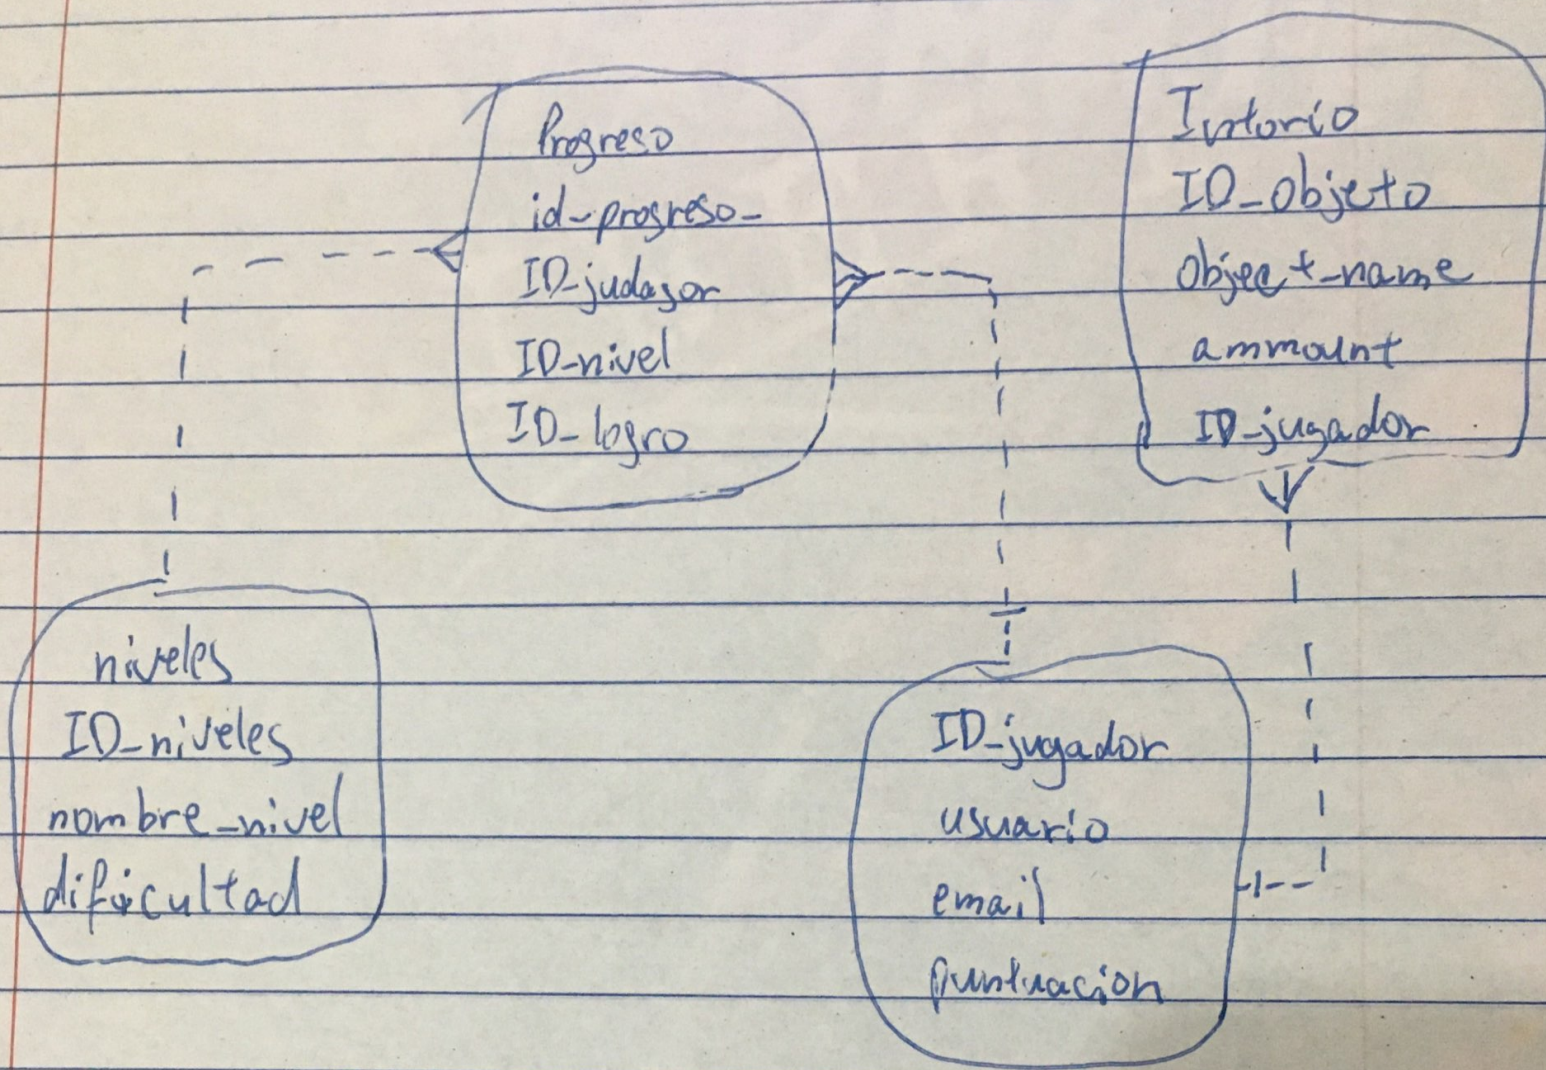 Progreso
id-progreso-
ID-judagor
ID-nivel
ID-logro
Intorio
ID-Objeto
Object-name
ammount
ID-jugador
niveles
ID-niveles
nombre-nivel
dificultad
ID-jugador
usuario
email
puntuacion